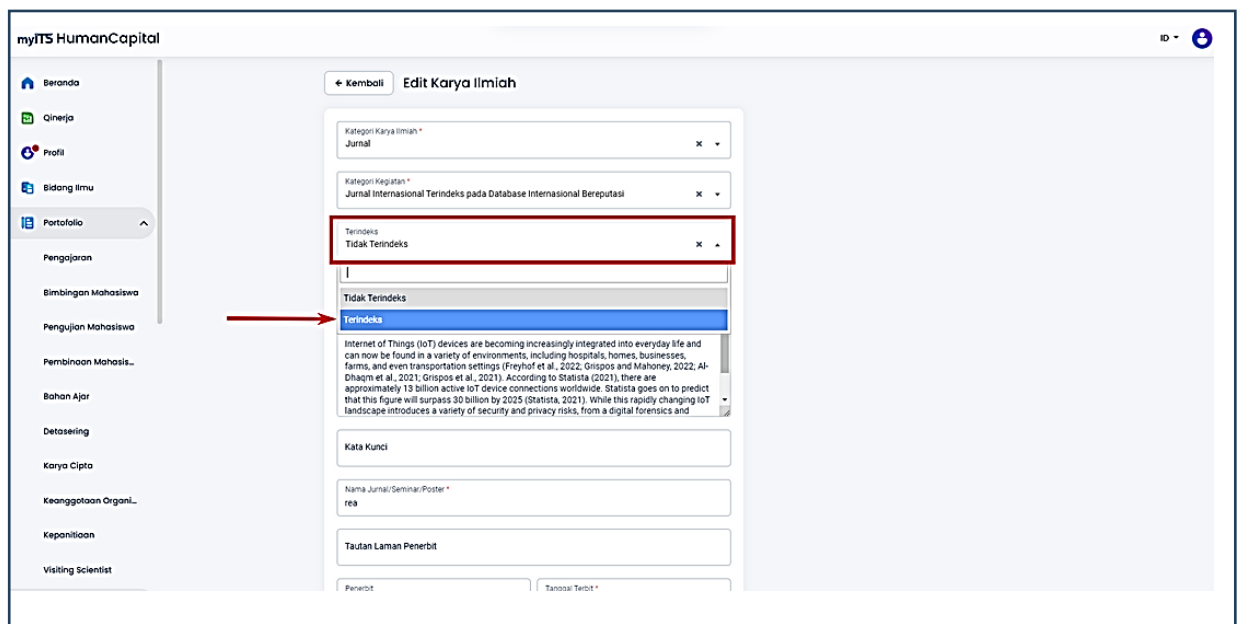 myITS HumanCapital
ID
Beranda
Qinerja
Profil
Bidang Ilmu
Portofolio
Pengajaran
Bimbingan Mahasiswa
Pengujian Mahasiswa
Pembinaan Mahasis...
Bahan Ajar
Detasering
Karya Cipta
Keanggotaan Organi...
Kepanitiaan
Visiting Scientist
← Kembali
Edit Karya Ilmiah
Kategori Karya Ilmiah *
Jurnal
Kategori Kegiatan *
Jurnal Internasional Terindeks pada Database Internasional Bereputasi
Terindeks
Tidak Terindeks
Tidak Terindeks
Terindeks
Internet of Things (IoT) devices are becoming increasingly integrated into everyday life and
can now be found in a variety of environments, including hospitals, homes, businesses,
farms, and even transportation settings (Freyhof et al., 2022; Grispos and Mahoney, 2022; Al-
Dhaqm et al., 2021; Grispos et al., 2021). According to Statista (2021), there are
approximately 13 billion active IoT device connections worldwide. Statista goes on to predict
that this figure will surpass 30 billion by 2025 (Statista, 2021). While this rapidly changing IoT
landscape introduces a variety of security and privacy risks, from a digital forensics and
Kata Kunci
Nama Jurnal/Seminar/Poster *
rea
Tautan Laman Penerbit
Penerbit
Tanggal Terbit *